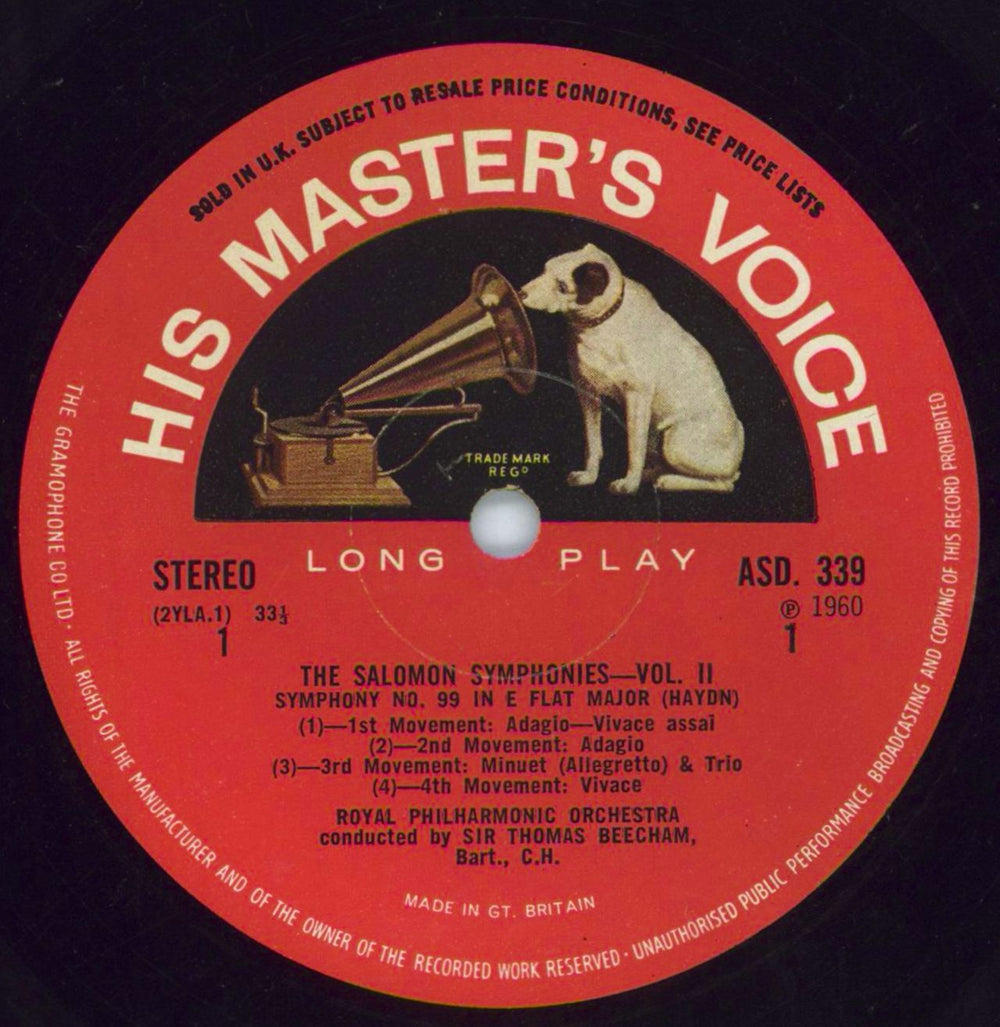 SOLD IN U.K. SUBJECT TO RESALE PRICE CONDITIONS, SEE PRICE LISTS
HIS MASTER'S VOICE
TRADE MARK
REGD
LONG PLAY
STEREO
(2YLA.1) 33⅓
1
ASD. 339
℗ 1960
1
THE SALOMON SYMPHONIES—VOL. II
SYMPHONY NO. 99 IN E FLAT MAJOR (HAYDN)
(1)—1st Movement: Adagio—Vivace assai
(2)—2nd Movement: Adagio
(3)—3rd Movement: Minuet (Allegretto) & Trio
(4)—4th Movement: Vivace
ROYAL PHILHARMONIC ORCHESTRA
conducted by SIR THOMAS BEECHAM,
Bart., C.H.
MADE IN GT. BRITAIN
THE GRAMOPHONE CO LTD · ALL RIGHTS OF THE MANUFACTURER AND OF THE OWNER OF THE RECORDED WORK RESERVED · UNAUTHORISED PUBLIC PERFORMANCE BROADCASTING AND COPYING OF THIS RECORD PROHIBITED